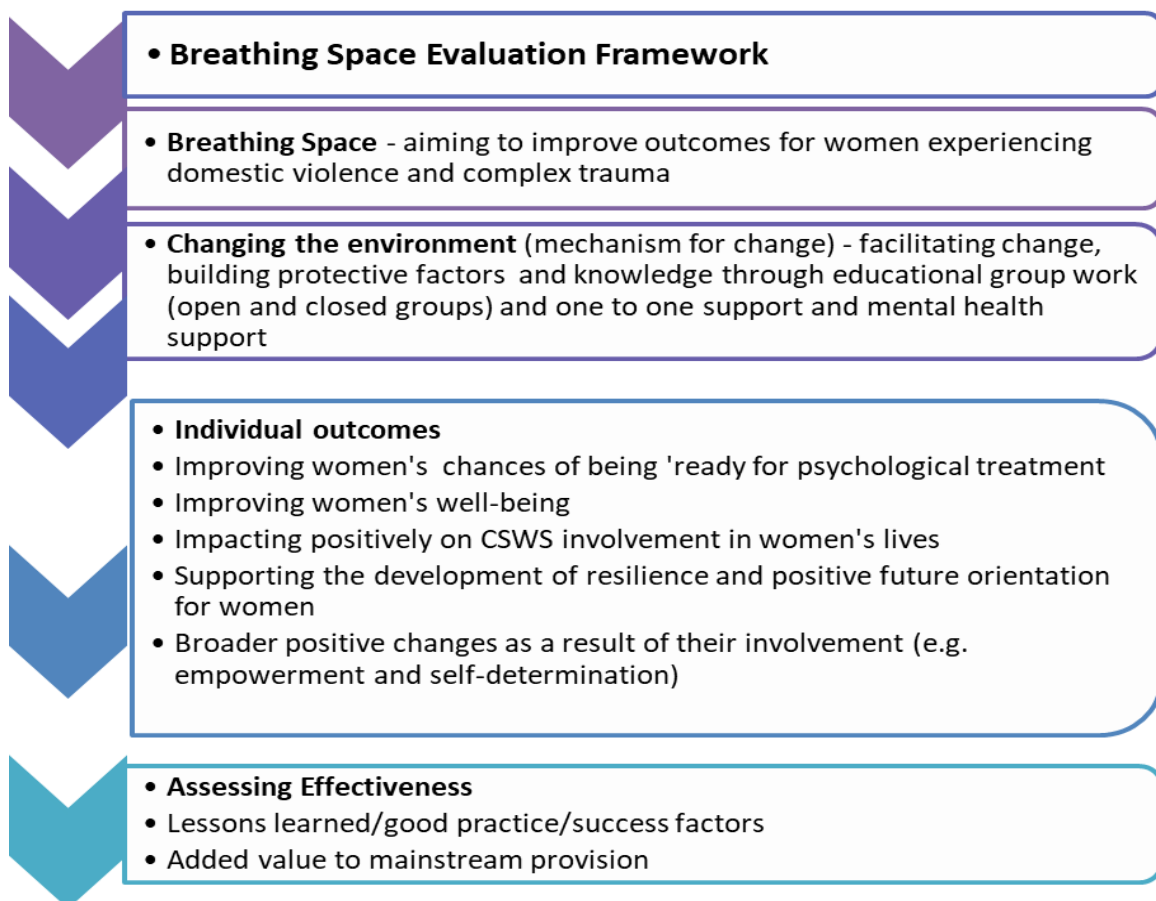 • Breathing Space Evaluation Framework
• Breathing Space - aiming to improve outcomes for women experiencing
domestic violence and complex trauma
• Changing the environment (mechanism for change) - facilitating change,
building protective factors and knowledge through educational group work
(open and closed groups) and one to one support and mental health
support
• Individual outcomes
• Improving women's chances of being 'ready for psychological treatment
• Improving women's well-being
• Impacting positively on CSWS involvement in women's lives
• Supporting the development of resilience and positive future orientation
for women
• Broader positive changes as a result of their involvement (e.g.
empowerment and self-determination)
• Assessing Effectiveness
• Lessons learned/good practice/success factors
• Added value to mainstream provision